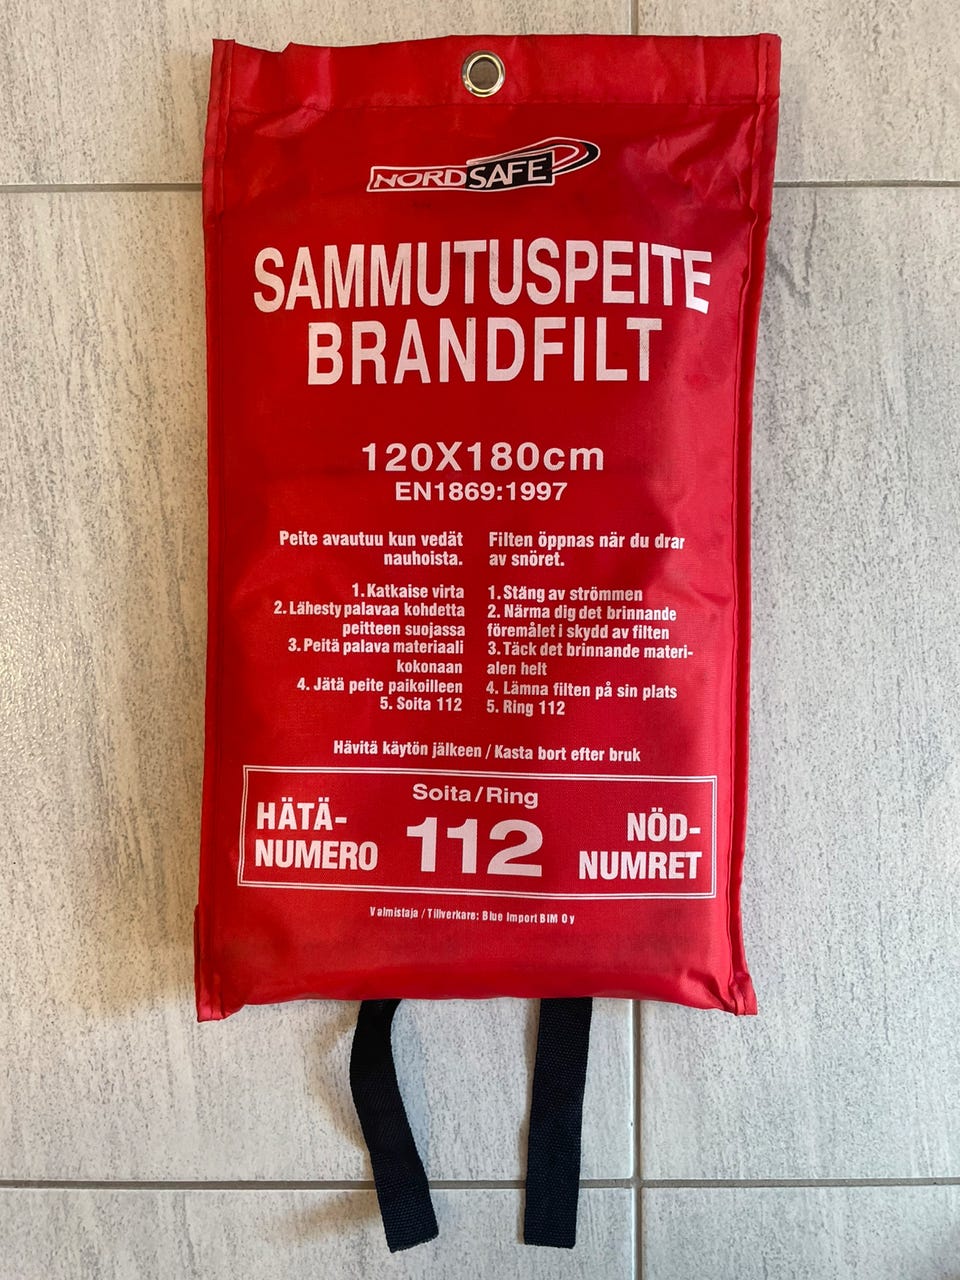 NORDSAFE
SAMMUTUSPEITE
BRANDFILT
120X180cm
EN1869:1997
Peite avautuu kun vedät
nauhoista.
1. Katkaise virta
2. Lähesty palavaa kohdetta
peitteen suojassa
3. Peitä palava materiaali
kokonaan
4. Jätä peite paikoilleen
5. Soita 112
Filten öppnas när du drar
av snöret.
1. Stäng av strömmen
2. Närma dig det brinnande
föremålet i skydd av filten
3. Täck det brinnande materi-
alen helt
4. Lämna filten på sin plats
5. Ring 112
Hävitä käytön jälkeen / Kasta bort efter bruk
HÄTÄ-
NUMERO
Soita/Ring
112
NÖD-
NUMRET
Valmistaja / Tillverkare: Blue Import BIM Oy